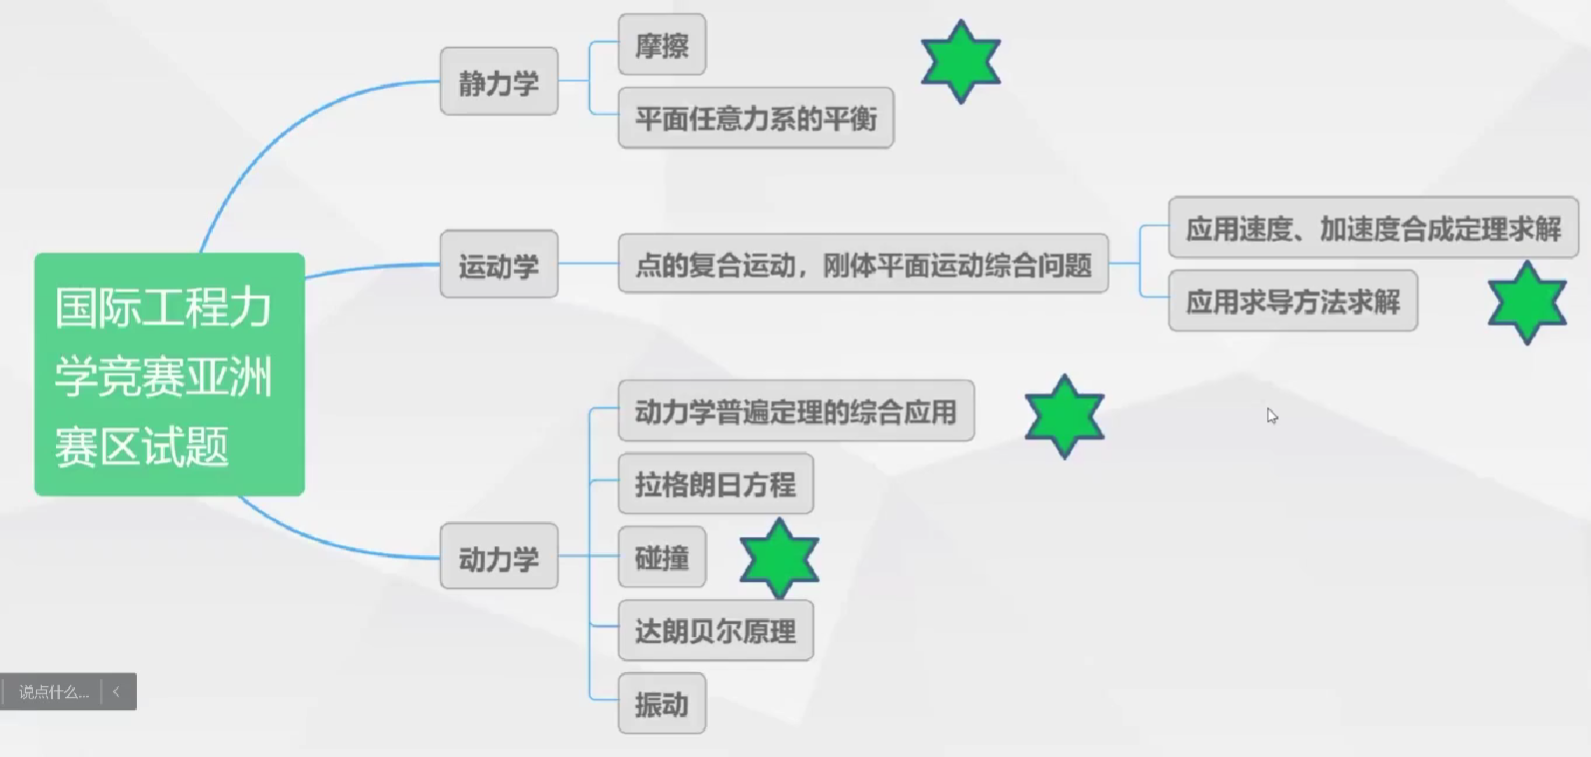 国际工程力
学竞赛亚洲
赛区试题
静力学
摩擦
平面任意力系的平衡
运动学
点的复合运动，刚体平面运动综合问题
应用速度、加速度合成定理求解
应用求导方法求解
动力学
动力学普遍定理的综合应用
拉格朗日方程
碰撞
达朗贝尔原理
振动
说点什么...